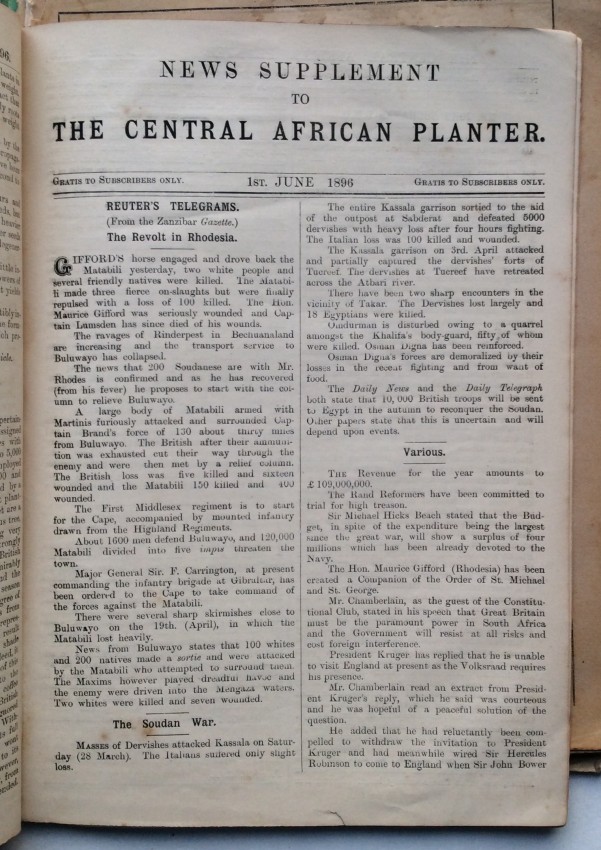 NEWS SUPPLEMENT
TO
THE CENTRAL AFRICAN PLANTER.
GRATIS TO SUBSCRIBERS ONLY. 1ST. JUNE 1896 GRATIS TO SUBSCRIBERS ONLY.
REUTER'S TELEGRAMS.
(From the Zanzibar Gazette.)
The Revolt in Rhodesia.
GIFFORD'S horse engaged and drove back the
Matabili yesterday, two white people and
several friendly natives were killed. The Matabi-
li made three fierce on-slaughts but were finally
repulsed with a loss of 100 killed. The Hon.
Maurice Gifford was seriously wounded and Cap-
tain Lumsden has since died of his wounds.
The ravages of Rinderpest in Bechuanaland
are increasing and the transport service to
Buluwayo has collapsed.
The news that 200 Soudanese are with Mr.
Rhodes is confirmed and as he has recovered
(from his fever) he proposes to start with the col-
umn to relieve Buluwayo.
A large body of Matabili armed with
Martinis furiously attacked and surrounded Cap-
tain Brand's force of 130 about thirty miles
from Buluwayo. The British after their ammuni-
tion was exhausted cut their way through the
enemy and were then met by a relief column.
The British loss was five killed and sixteen
wounded and the Matabili 150 killed and 400
wounded.
The First Middlesex regiment is to start
for the Cape, accompanied by mounted infantry
drawn from the Highland Regiments.
About 1600 men defend Buluwayo, and 120,000
Matabili divided into five impis threaten the
town.
Major General Sir. F. Carrington, at present
commanding the infantry brigade at Gibraltar, has
been ordered to the Cape to take command of
the forces against the Matabili.
There were several sharp skirmishes close to
Buluwayo on the 19th. (April), in which the
Matabili lost heavily.
News from Buluwayo states that 100 whites
and 200 natives made a sortie and were attacked
by the Matabili who attempted to surround them.
The Maxims however played dreadful havoc and
the enemy were driven into the Mengaza waters.
Two whites were killed and seven wounded.
The Soudan War.
MASSES of Dervishes attacked Kassala on Satur-
day (28 March). The Italians suffered only slight
loss.
The entire Kassala garrison sortied to the aid
of the outpost at Sabderat and defeated 5000
dervishes with heavy loss after four hours fighting.
The Italian loss was 100 killed and wounded.
The Kassala garrison on 3rd. April attacked
and partially captured the dervishes' forts of
Tucreef. The dervishes at Tucreef have retreated
across the Atbari river.
There have been two sharp encounters in the
vicinity of Takar. The Dervishes lost largely and
18 Egyptians were killed.
Omdurman is disturbed owing to a quarrel
amongst the Khalifa's body-guard, fifty of whom
were killed. Osman Digna has been reinforced.
Osman Digna's forces are demoralized by their
losses in the recent fighting and from want of
food.
The Daily News and the Daily Telegraph
both state that 10,000 British troops will be sent
to Egypt in the autumn to reconquer the Soudan.
Other papers state that this is uncertain and will
depend upon events.
Various.
THE Revenue for the year amounts to
£109,000,000.
The Rand Reformers have been committed to
trial for high treason.
Sir Michael Hicks Beach stated that the Bud-
get, in spite of the expenditure being the largest
since the great war, will show a surplus of four
millions which has been already devoted to the
Navy.
The Hon. Maurice Gifford (Rhodesia) has been
created a Companion of the Order of St. Michael
and St. George.
Mr. Chamberlain, as the guest of the Constitu-
tional Club, stated in his speech that Great Britain
must be the paramount power in South Africa
and the Government will resist at all risks and
cost foreign interference.
President Kruger has replied that he is unable
to visit England at present as the Volksraad requires
his presence.
Mr. Chamberlain read an extract from Presid-
ent Kruger's reply, which he said was courteous
and he was hopeful of a peaceful solution of the
question.
He added that he had reluctantly been com-
pelled to withdraw the invitation to President
Kruger and had meanwhile wired Sir Hercules
Robinson to come to England when Sir John Bower